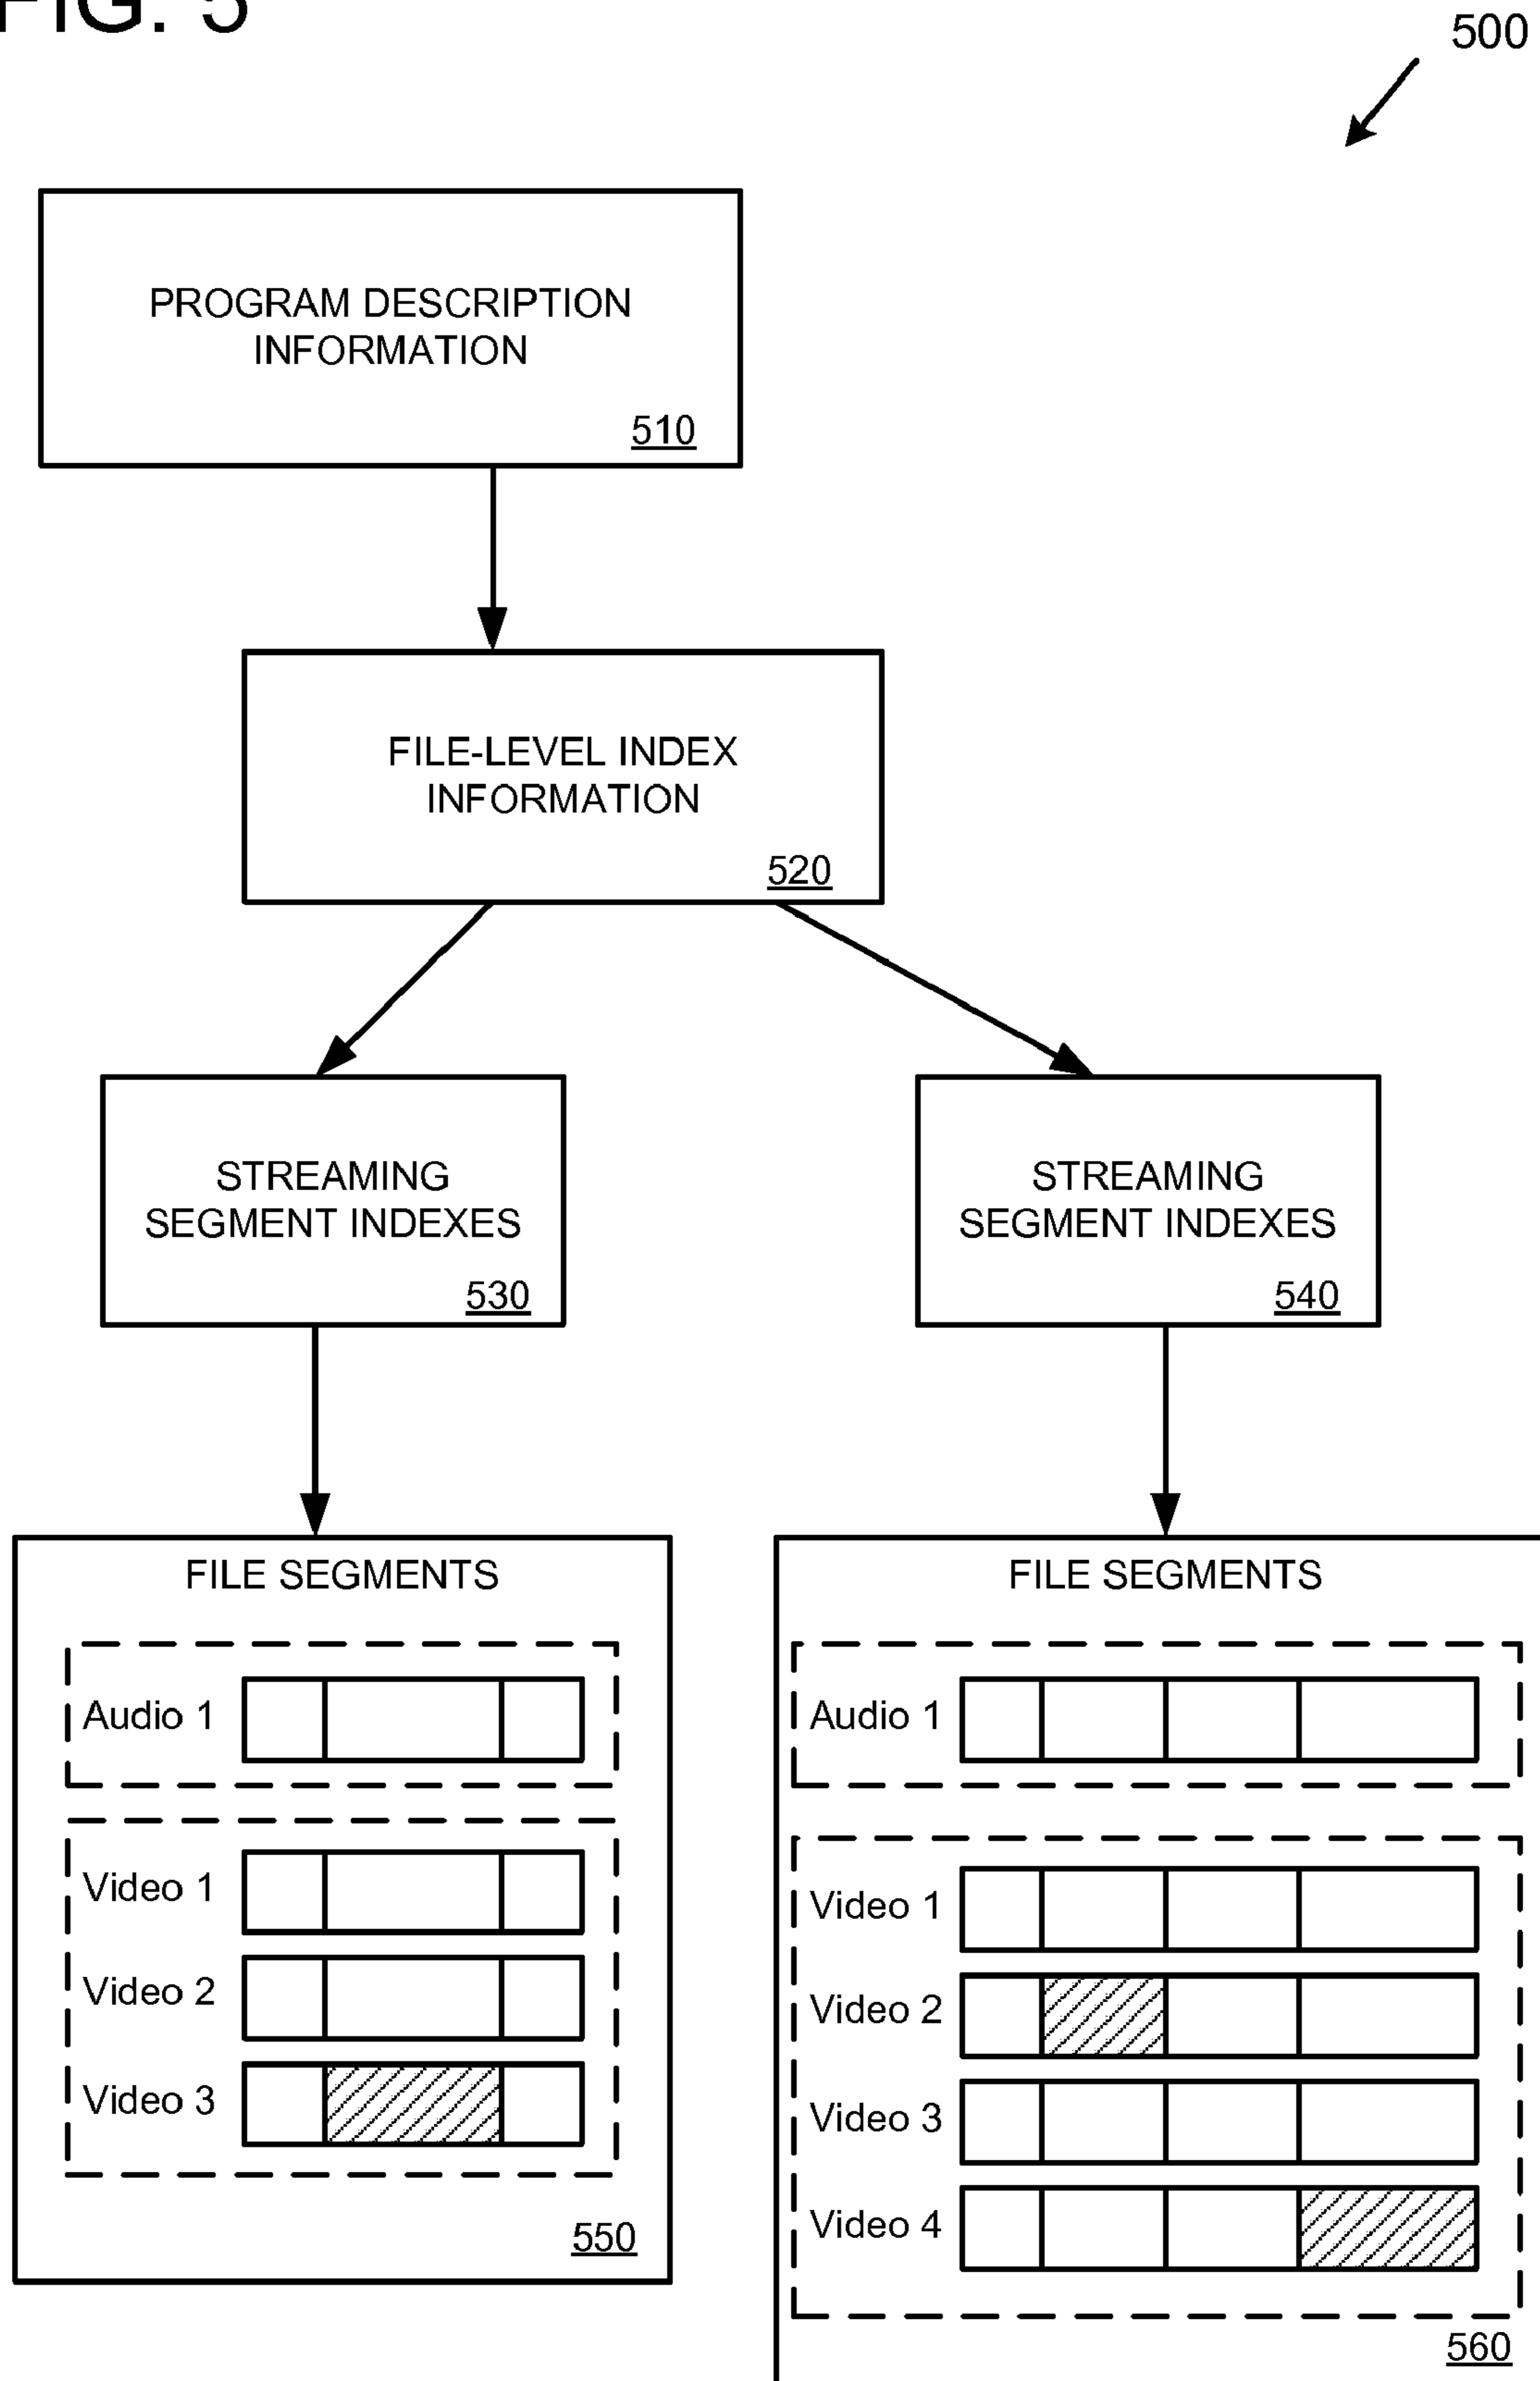 FIG. 5
500
PROGRAM DESCRIPTION
INFORMATION
510
FILE-LEVEL INDEX
INFORMATION
520
STREAMING
SEGMENT INDEXES
530
STREAMING
SEGMENT INDEXES
540
FILE SEGMENTS
Audio 1
Video 1
Video 2
Video 3
550
FILE SEGMENTS
Audio 1
Video 1
Video 2
Video 3
Video 4
560